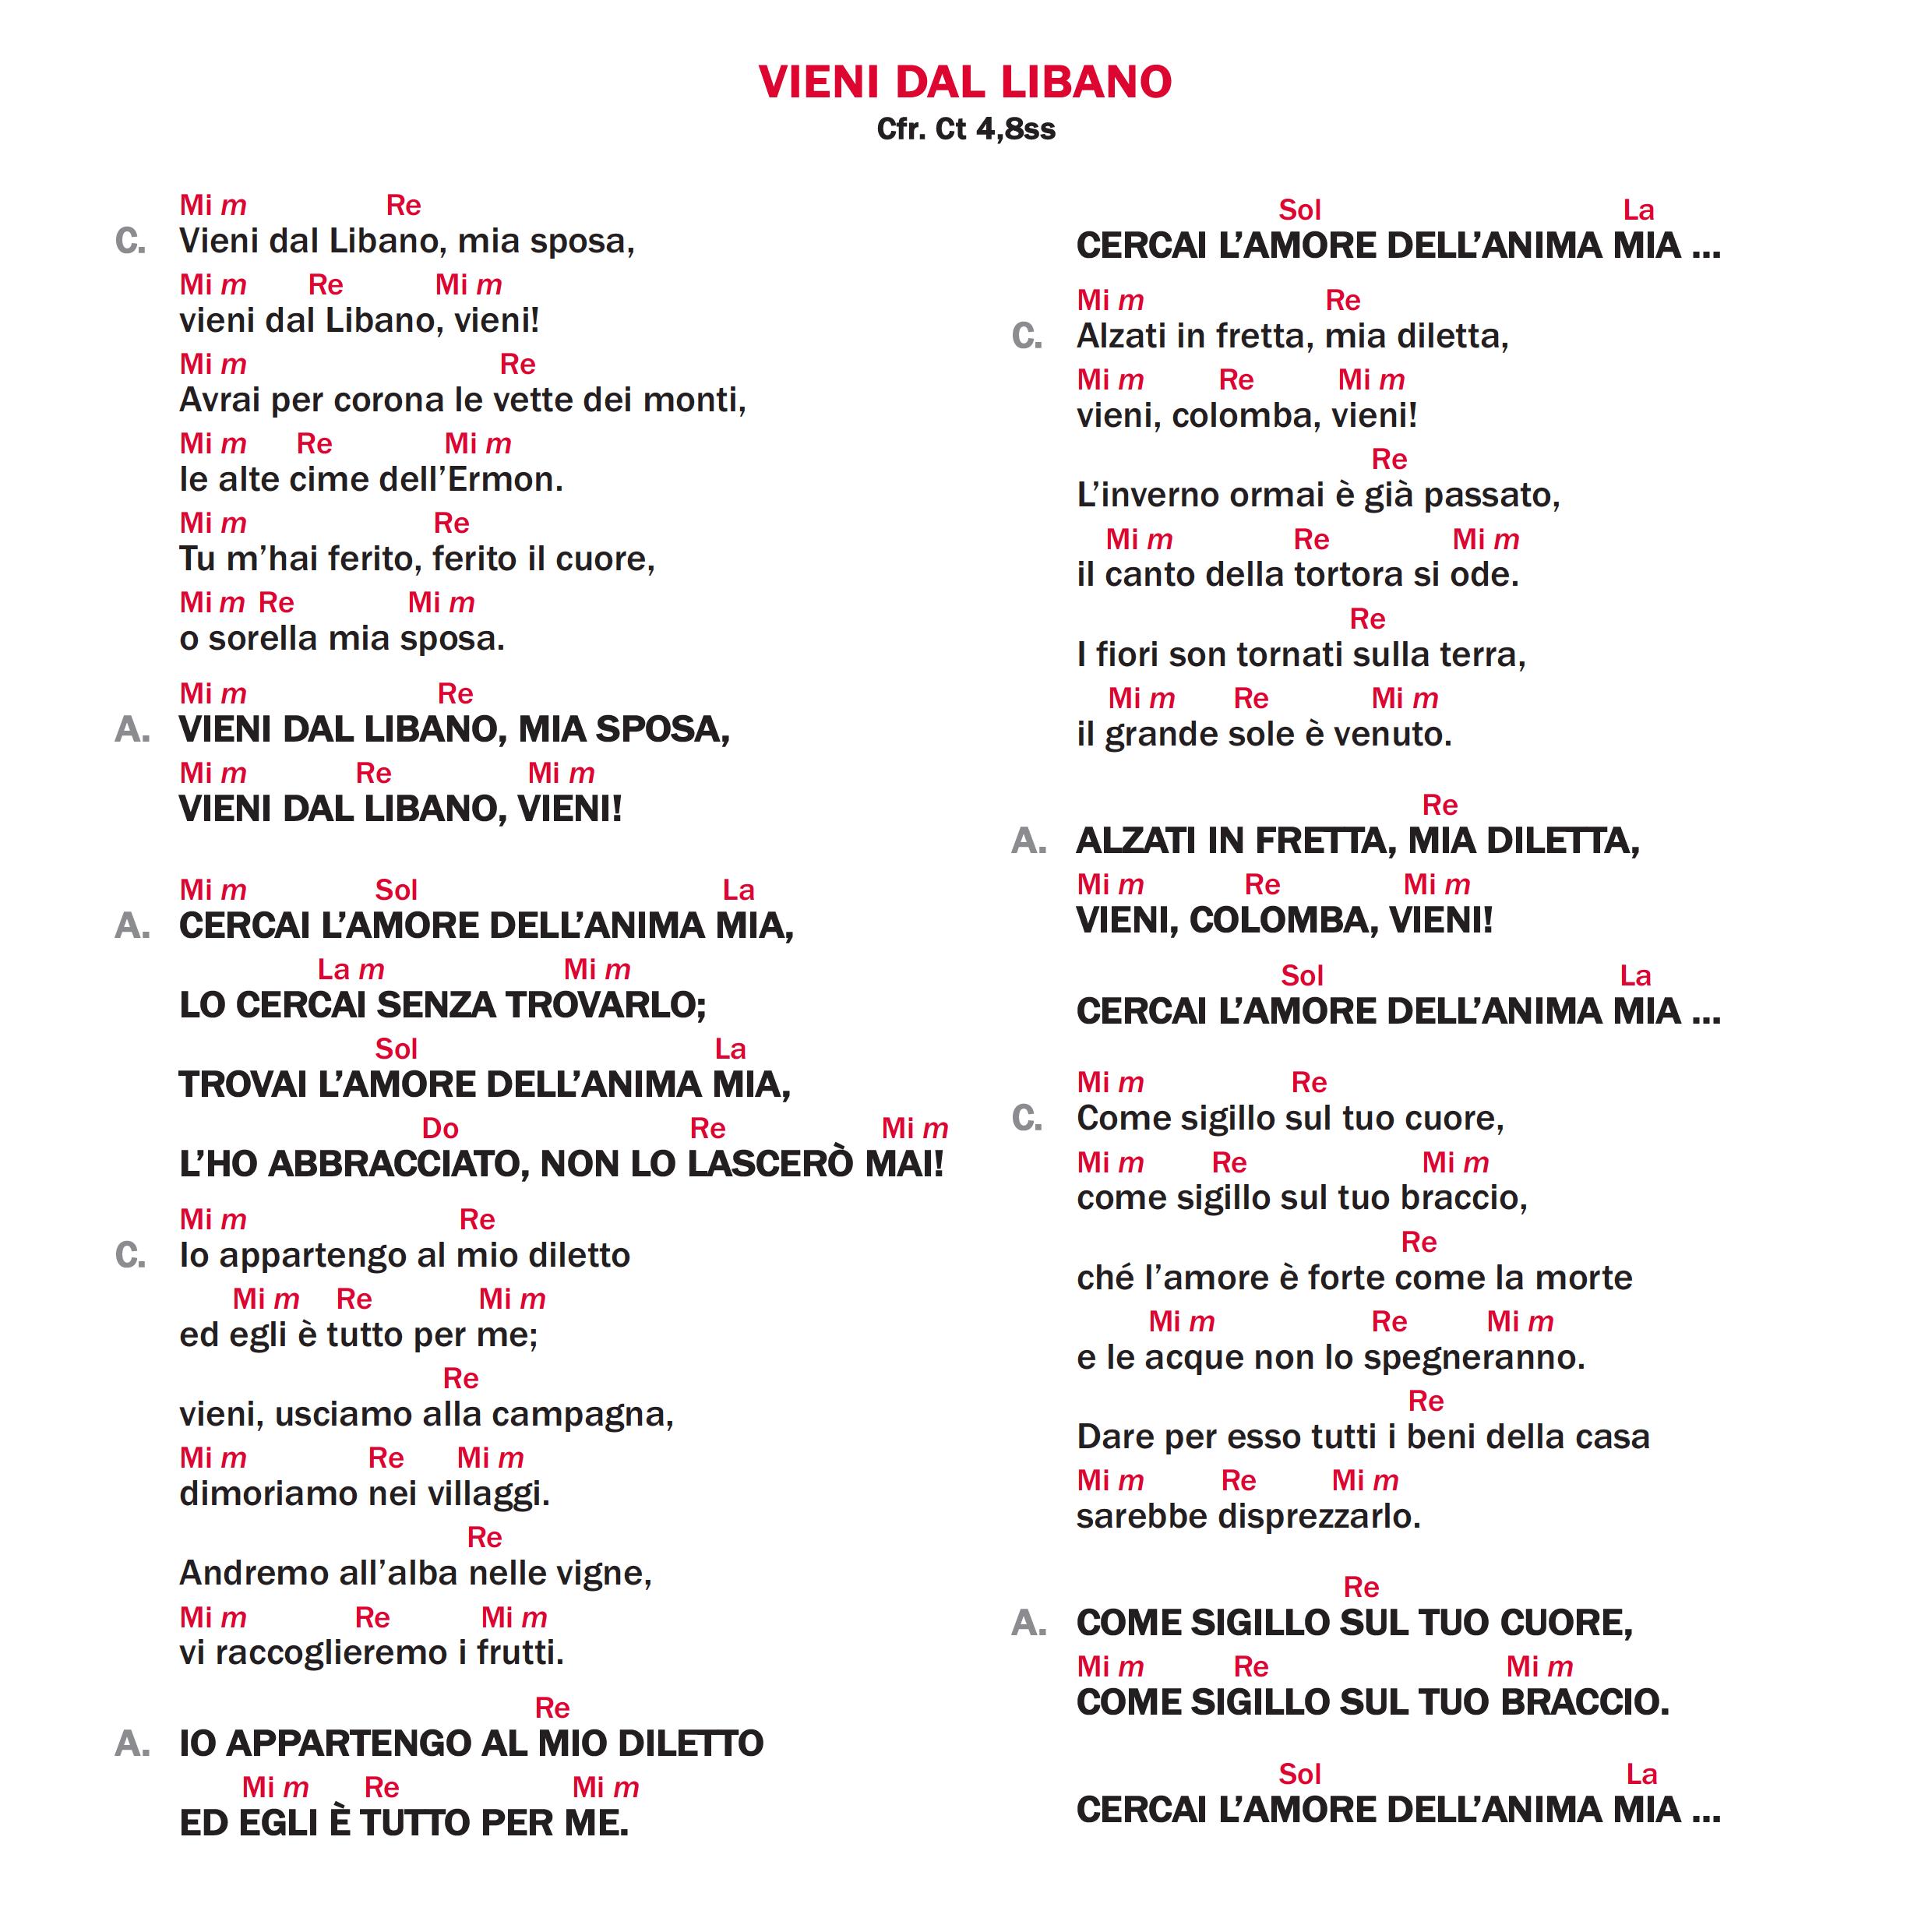 VIENI DAL LIBANO
Cfr. Ct 4,8ss
Mi m Re
C. Vieni dal Libano, mia sposa,
Mi m Re Mi m
vieni dal Libano, vieni!
Mi m Re
Avrai per corona le vette dei monti,
Mi m Re Mi m
le alte cime dell’Ermon.
Mi m Re
Tu m’hai ferito, ferito il cuore,
Mi m Re Mi m
o sorella mia sposa.
Mi m Re
A. VIENI DAL LIBANO, MIA SPOSA,
Mi m Re Mi m
VIENI DAL LIBANO, VIENI!
Mi m Sol La
A. CERCAI L’AMORE DELL’ANIMA MIA,
La m Mi m
LO CERCAI SENZA TROVARLO;
Sol La
TROVAI L’AMORE DELL’ANIMA MIA,
Do Re Mi m
L’HO ABBRACCIATO, NON LO LASCERÒ MAI!
Mi m Re
C. Io appartengo al mio diletto
Mi m Re Mi m
ed egli è tutto per me;
Re
vieni, usciamo alla campagna,
Mi m Re Mi m
dimoriamo nei villaggi.
Re
Andremo all’alba nelle vigne,
Mi m Re Mi m
vi raccoglieremo i frutti.
Re
A. IO APPARTENGO AL MIO DILETTO
Mi m Re Mi m
ED EGLI È TUTTO PER ME.
Sol La
CERCAI L’AMORE DELL’ANIMA MIA ...
Mi m Re
C. Alzati in fretta, mia diletta,
Mi m Re Mi m
vieni, colomba, vieni!
Re
L’inverno ormai è già passato,
Mi m Re Mi m
il canto della tortora si ode.
Re
I fiori son tornati sulla terra,
Mi m Re Mi m
il grande sole è venuto.
Re
A. ALZATI IN FRETTA, MIA DILETTA,
Mi m Re Mi m
VIENI, COLOMBA, VIENI!
Sol La
CERCAI L’AMORE DELL’ANIMA MIA ...
Mi m Re
C. Come sigillo sul tuo cuore,
Mi m Re Mi m
come sigillo sul tuo braccio,
Re
ché l’amore è forte come la morte
Mi m Re Mi m
e le acque non lo spegneranno.
Re
Dare per esso tutti i beni della casa
Mi m Re Mi m
sarebbe disprezzarlo.
Re
A. COME SIGILLO SUL TUO CUORE,
Mi m Re Mi m
COME SIGILLO SUL TUO BRACCIO.
Sol La
CERCAI L’AMORE DELL’ANIMA MIA ...